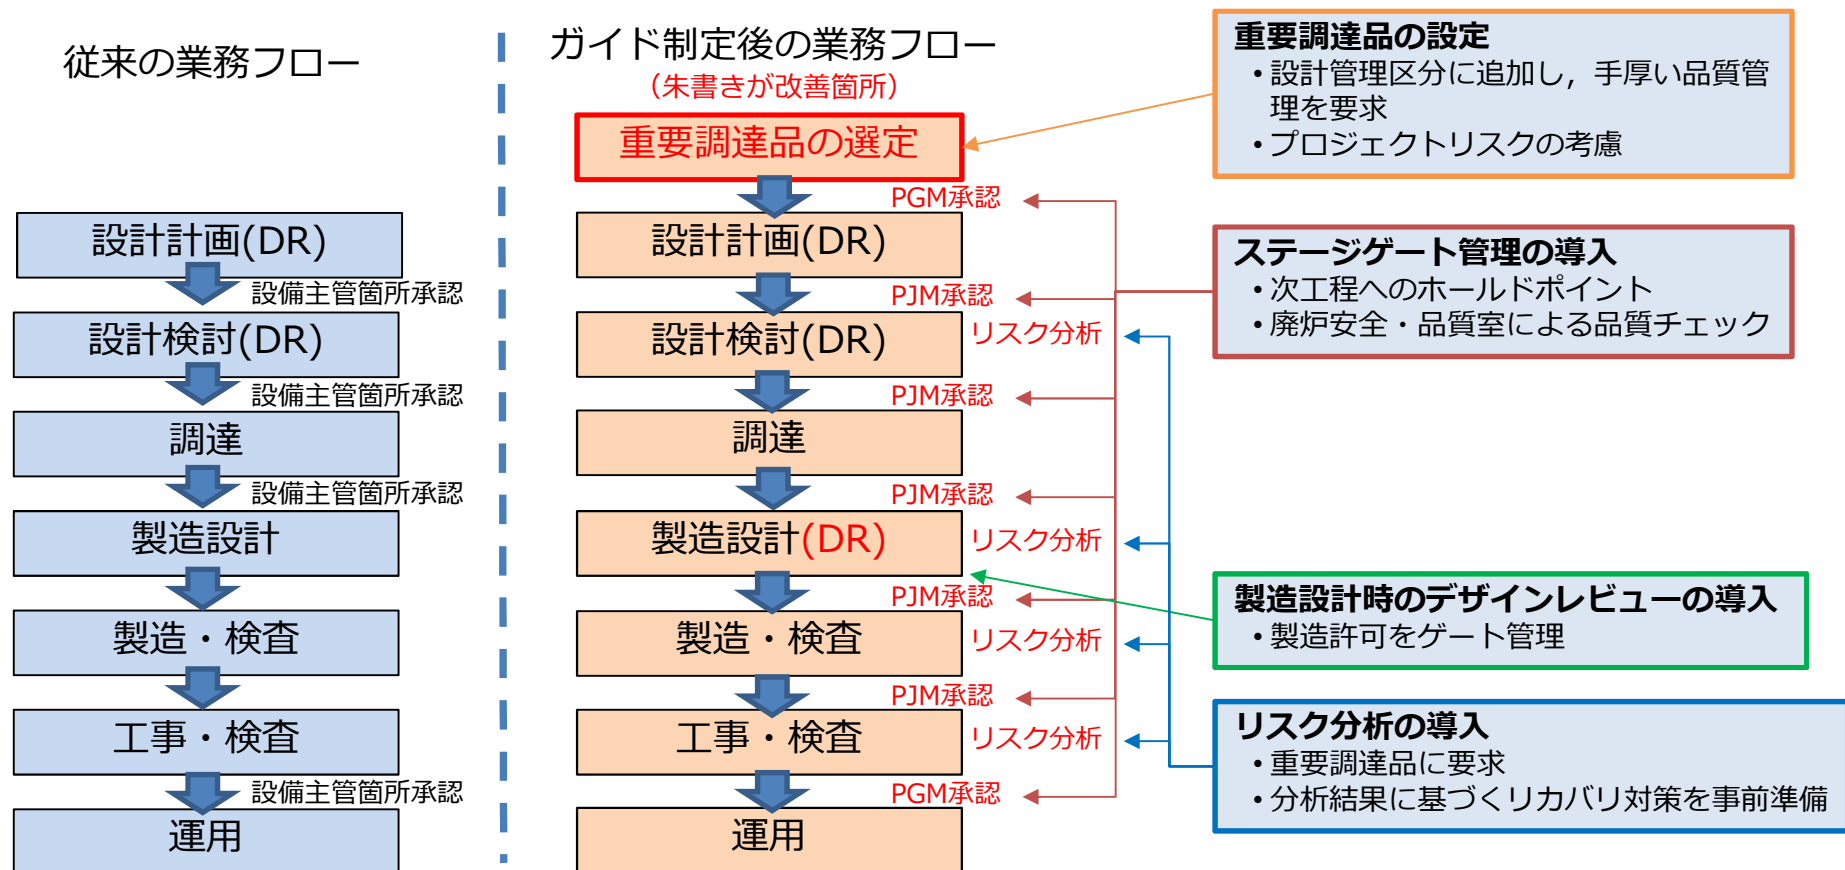 従来の業務フロー
設計計画(DR)
設備主管箇所承認
設計検討(DR)
設備主管箇所承認
調達
設備主管箇所承認
製造設計
製造・検査
工事・検査
設備主管箇所承認
運用
ガイド制定後の業務フロー
（朱書きが改善箇所）
重要調達品の選定
PGM承認
設計計画(DR)
PJM承認
設計検討(DR)
リスク分析
PJM承認
調達
PJM承認
製造設計(DR)
リスク分析
PJM承認
製造・検査
リスク分析
PJM承認
工事・検査
リスク分析
PGM承認
運用
重要調達品の設定
・設計管理区分に追加し，手厚い品質管
理を要求
・プロジェクトリスクの考慮
ステージゲート管理の導入
・次工程へのホールドポイント
・廃炉安全・品質室による品質チェック
製造設計時のデザインレビューの導入
・製造許可をゲート管理
リスク分析の導入
・重要調達品に要求
・分析結果に基づくリカバリ対策を事前準備